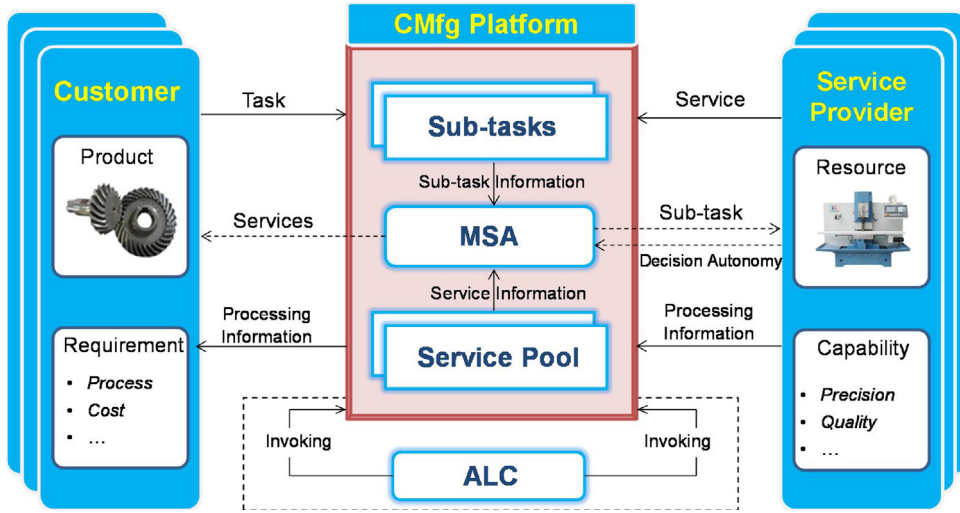 CMfg Platform
Customer
Product
Requirement
▪ Process
▪ Cost
▪ ...
Task
Services
Processing
Information
Sub-tasks
Sub-task Information
MSA
Service Information
Service Pool
Invoking
Invoking
ALC
Service
Sub-task
Decision Autonomy
Processing
Information
Service
Provider
Resource
Capability
▪ Precision
▪ Quality
▪ ...